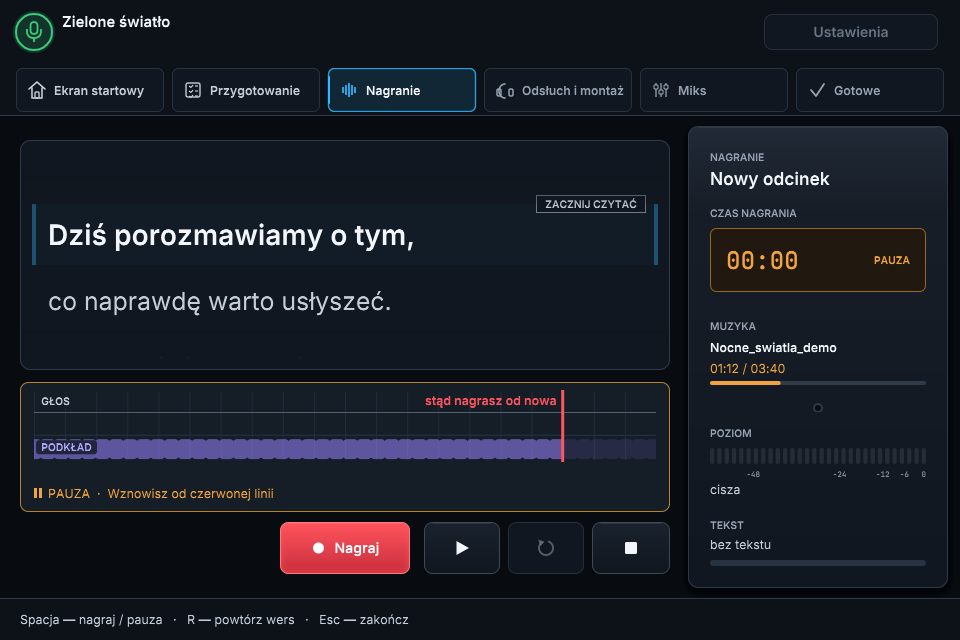 Zielone światło
Ustawienia
Ekran startowy
Przygotowanie
Nagranie
Odsłuch i montaż
Miks
Gotowe
ZACZNIJ CZYTAĆ
Dziś porozmawiamy o tym,
co naprawdę warto usłyszeć.
GŁOS
stąd nagrasz od nowa
PODKŁAD
PAUZA · Wznowisz od czerwonej linii
Nagraj
NAGRANIE
Nowy odcinek
CZAS NAGRANIA
00:00 PAUZA
MUZYKA
Nocne_swiatla_demo
01:12 / 03:40
POZIOM
-48 -24 -12 -6 0
cisza
TEKST
bez tekstu
Spacja — nagraj / pauza · R — powtórz wers · Esc — zakończ